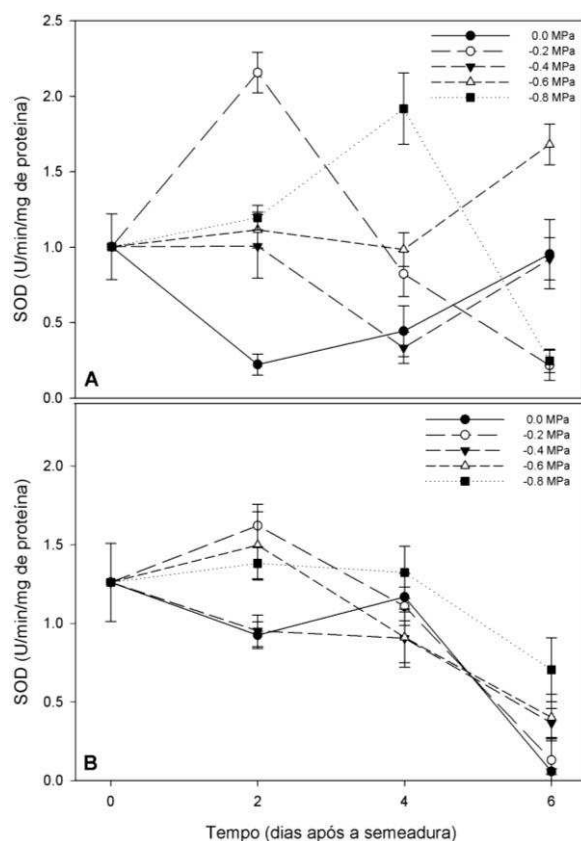 2.5
2.0
1.5
1.0
0.5
0.0
SOD (U/min/mg de proteína)
0.0 MPa
-0.2 MPa
-0.4 MPa
-0.6 MPa
-0.8 MPa
A
2.0
1.5
1.0
0.5
0.0
SOD (U/min/mg de proteína)
0.0 MPa
-0.2 MPa
-0.4 MPa
-0.6 MPa
-0.8 MPa
B
0 2 4 6
Tempo (dias após a semeadura)